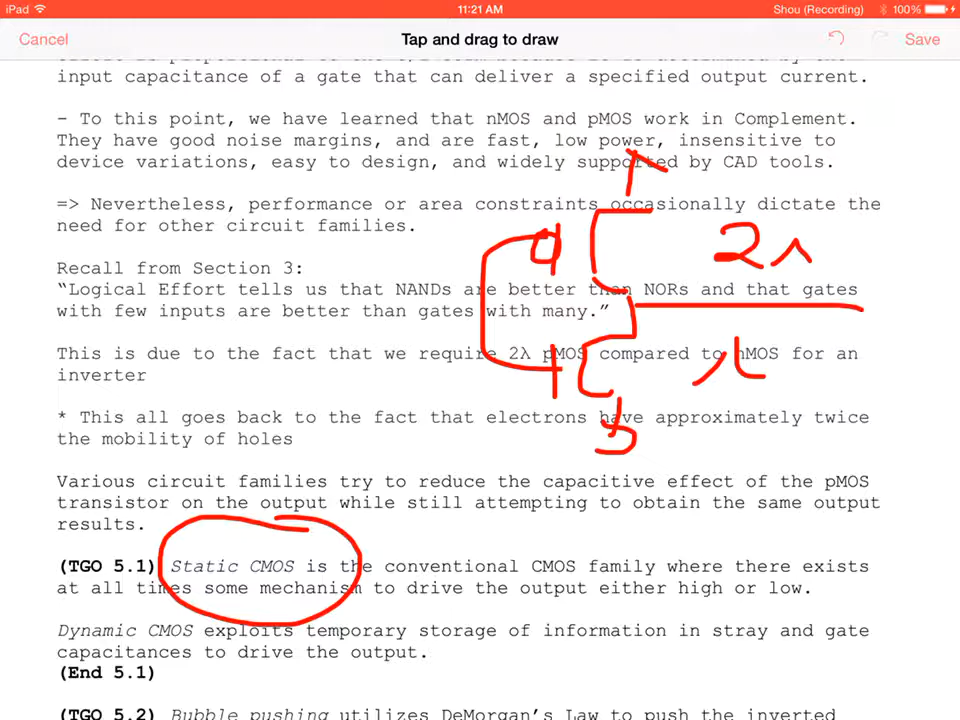 iPad 11:21 AM Shou (Recording) 100%
Cancel Tap and drag to draw Save
input capacitance of a gate that can deliver a specified output current.
- To this point, we have learned that nMOS and pMOS work in Complement.
They have good noise margins, and are fast, low power, insensitive to
device variations, easy to design, and widely supported by CAD tools.
=> Nevertheless, performance or area constraints occasionally dictate the
need for other circuit families.
Recall from Section 3:
“Logical Effort tells us that NANDs are better than NORs and that gates
with few inputs are better than gates with many.”
This is due to the fact that we require 2λ pMOS compared to nMOS for an
inverter
* This all goes back to the fact that electrons have approximately twice
the mobility of holes
2λ
λ
Various circuit families try to reduce the capacitive effect of the pMOS
transistor on the output while still attempting to obtain the same output
results.
(TGO 5.1) Static CMOS is the conventional CMOS family where there exists
at all times some mechanism to drive the output either high or low.
Dynamic CMOS exploits temporary storage of information in stray and gate
capacitances to drive the output.
(End 5.1)
(TGO 5.2) Bubble pushing utilizes DeMorgan's Law to push the inverted